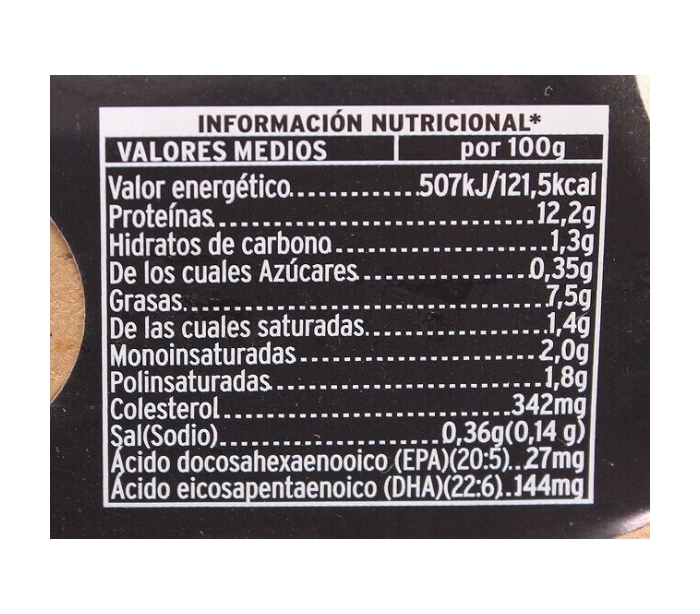 INFORMACIÓN NUTRICIONAL*
VALORES MEDIOS por 100g
Valor energético..............507kJ/121,5kcal
Proteínas..............................12,2g
Hidratos de carbono....................1,3g
De los cuales Azúcares................0,35g
Grasas.................................7,5g
De las cuales saturadas................1,4g
Monoinsaturadas........................2,0g
Polinsaturadas.........................1,8g
Colesterol............................342mg
Sal(Sodio).....................0,36g(0,14 g)
Ácido docosahexaenooico (EPA)(20:5)..27mg
Ácido eicosapentaenoico (DHA)(22:6)..144mg